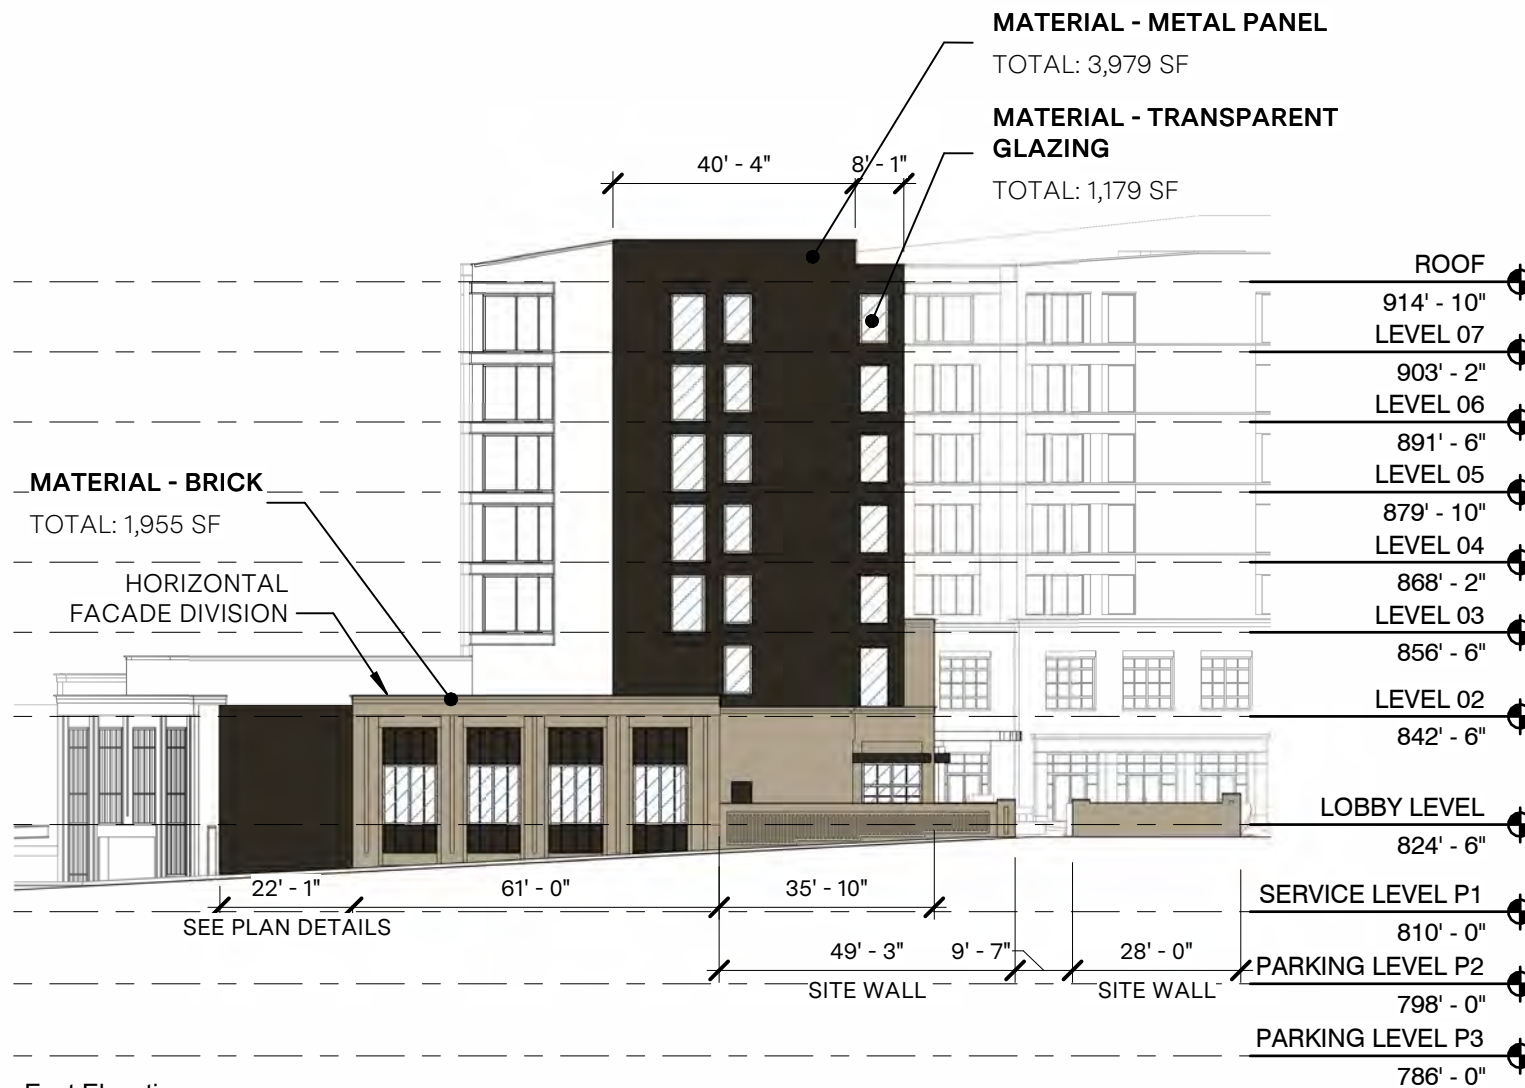 MATERIAL - METAL PANEL
TOTAL: 3,979 SF
MATERIAL - TRANSPARENT
GLAZING
TOTAL: 1,179 SF
40' - 4"
8' - 1"
ROOF
914' - 10"
LEVEL 07
903' - 2"
LEVEL 06
891' - 6"
LEVEL 05
879' - 10"
LEVEL 04
868' - 2"
LEVEL 03
856' - 6"
LEVEL 02
842' - 6"
LOBBY LEVEL
824' - 6"
SERVICE LEVEL P1
810' - 0"
PARKING LEVEL P2
798' - 0"
PARKING LEVEL P3
786' - 0"
MATERIAL - BRICK
TOTAL: 1,955 SF
HORIZONTAL
FACADE DIVISION
22' - 1"
61' - 0"
35' - 10"
SEE PLAN DETAILS
49' - 3"
9' - 7"
28' - 0"
SITE WALL
SITE WALL